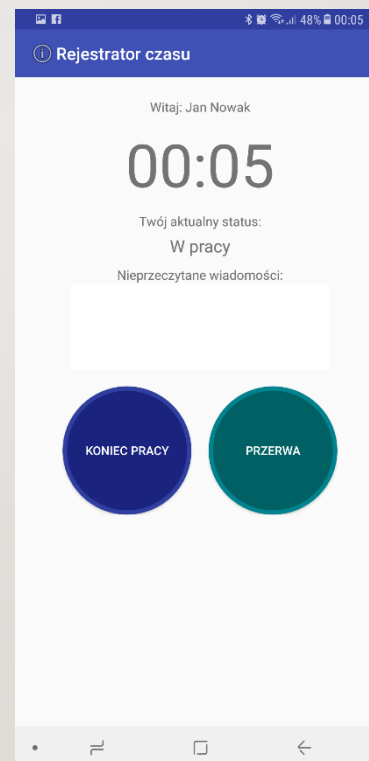 48% 00:05
Rejestrator czasu
Witaj: Jan Nowak
00:05
Twój aktualny status:
W pracy
Nieprzeczytane wiadomości:
KONIEC PRACY
PRZERWA